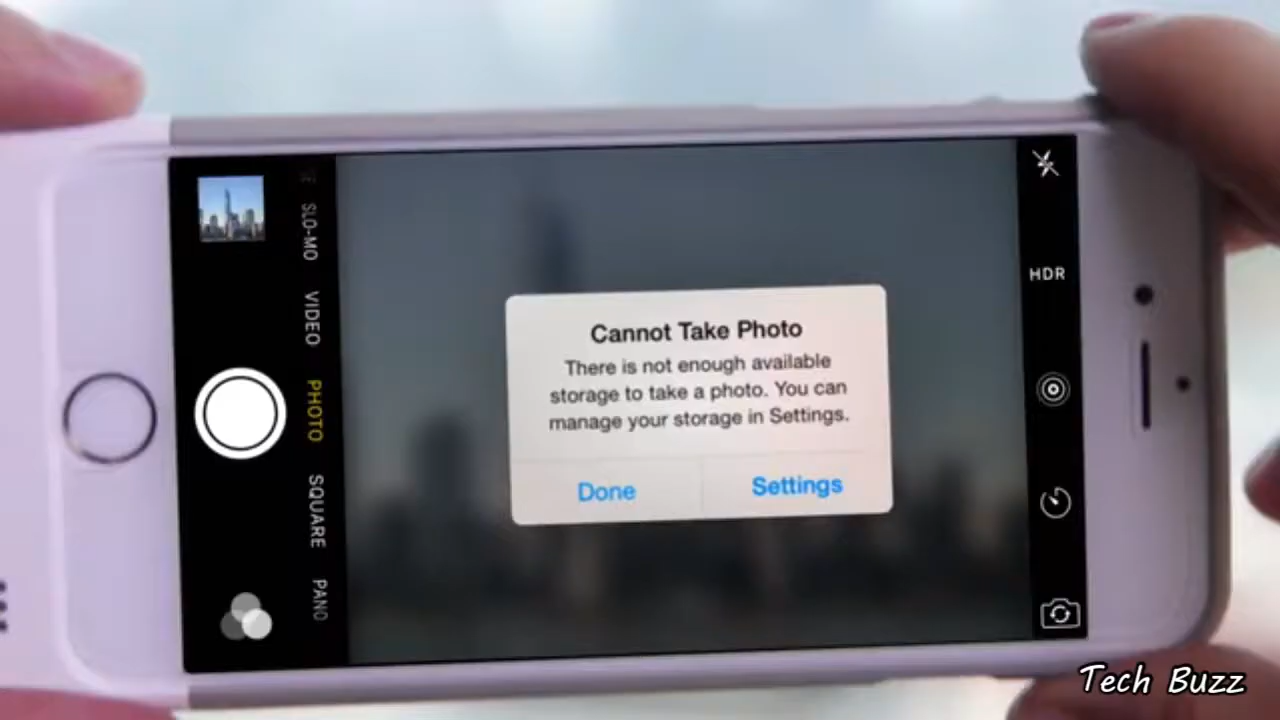 SLO-MO
VIDEO
PHOTO
SQUARE
PANO
Cannot Take Photo
There is not enough available
storage to take a photo. You can
manage your storage in Settings.
Done
Settings
HDR
Tech Buzz